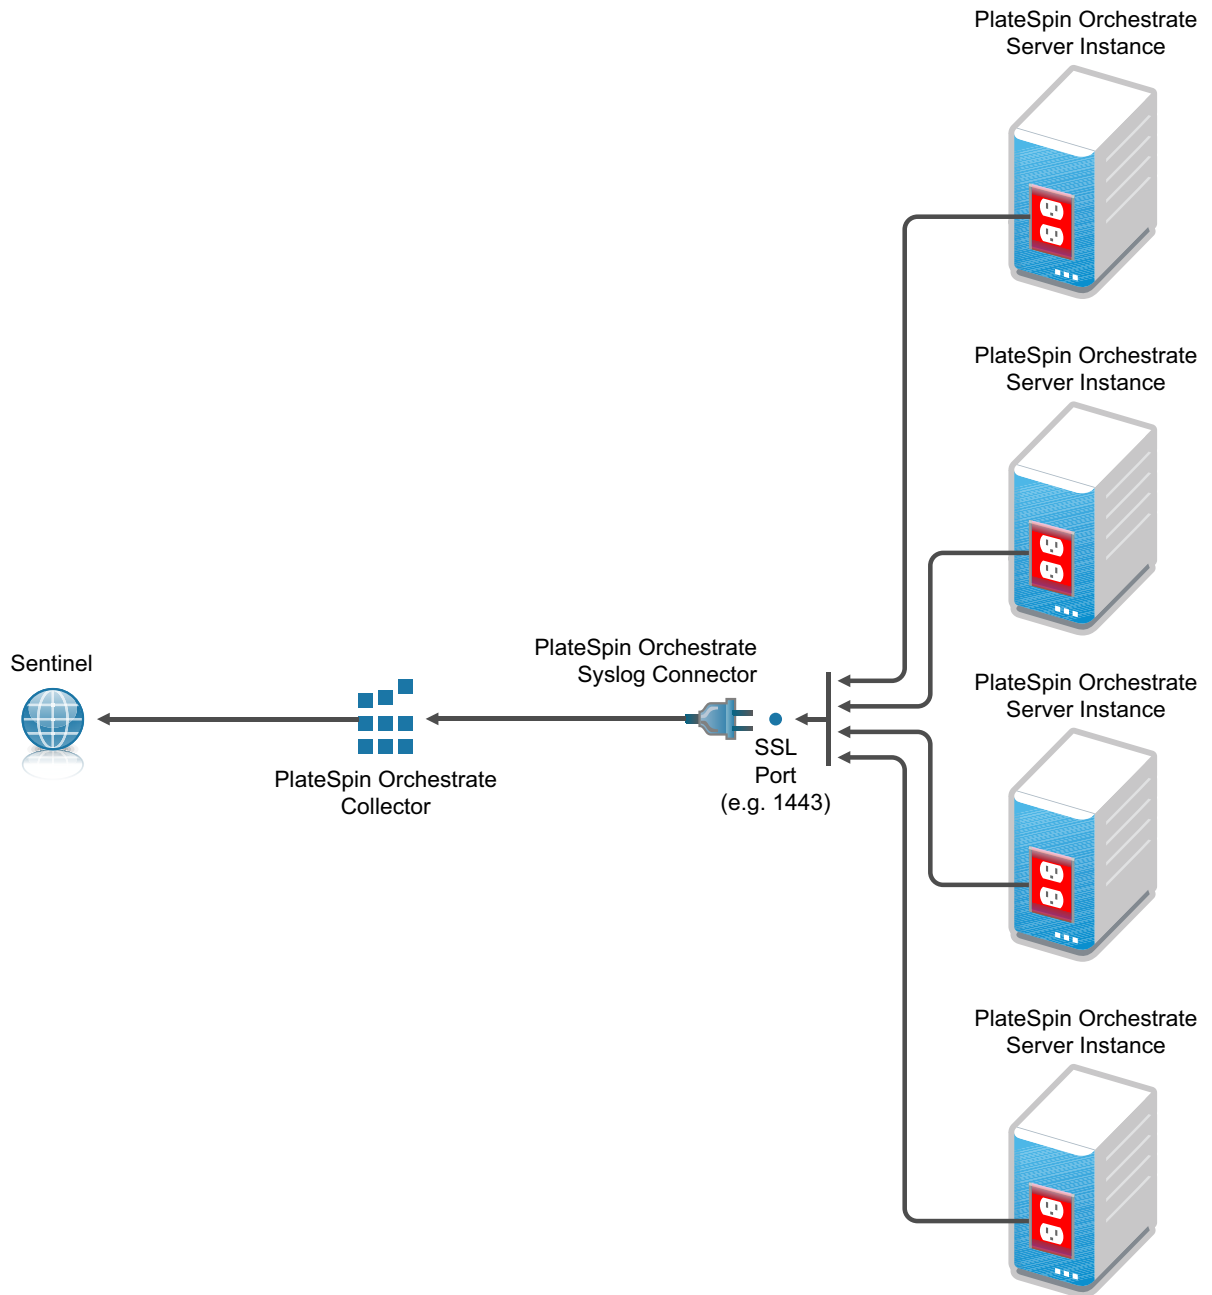 PlateSpin Orchestrate
Server Instance
PlateSpin Orchestrate
Server Instance
PlateSpin Orchestrate
Syslog Connector
Sentinel
PlateSpin Orchestrate
Server Instance
SSL
Port
(e.g. 1443)
PlateSpin Orchestrate
Collector
PlateSpin Orchestrate
Server Instance